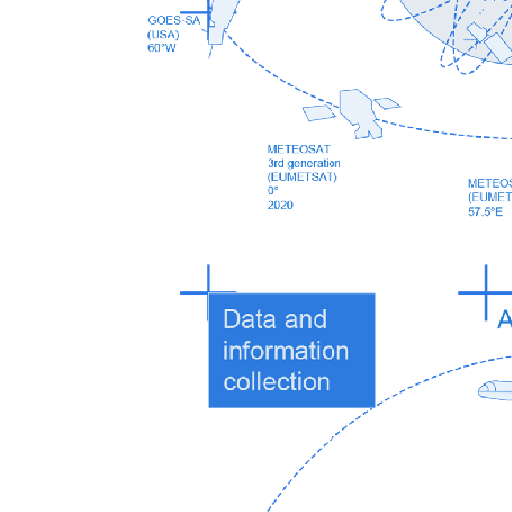 GOES-SA
(USA)
60°W
METEOSAT
3rd generation
(EUMETSAT)
0°
2020
METEOS
(EUMET
57.5°E
Data and
information
collection
A